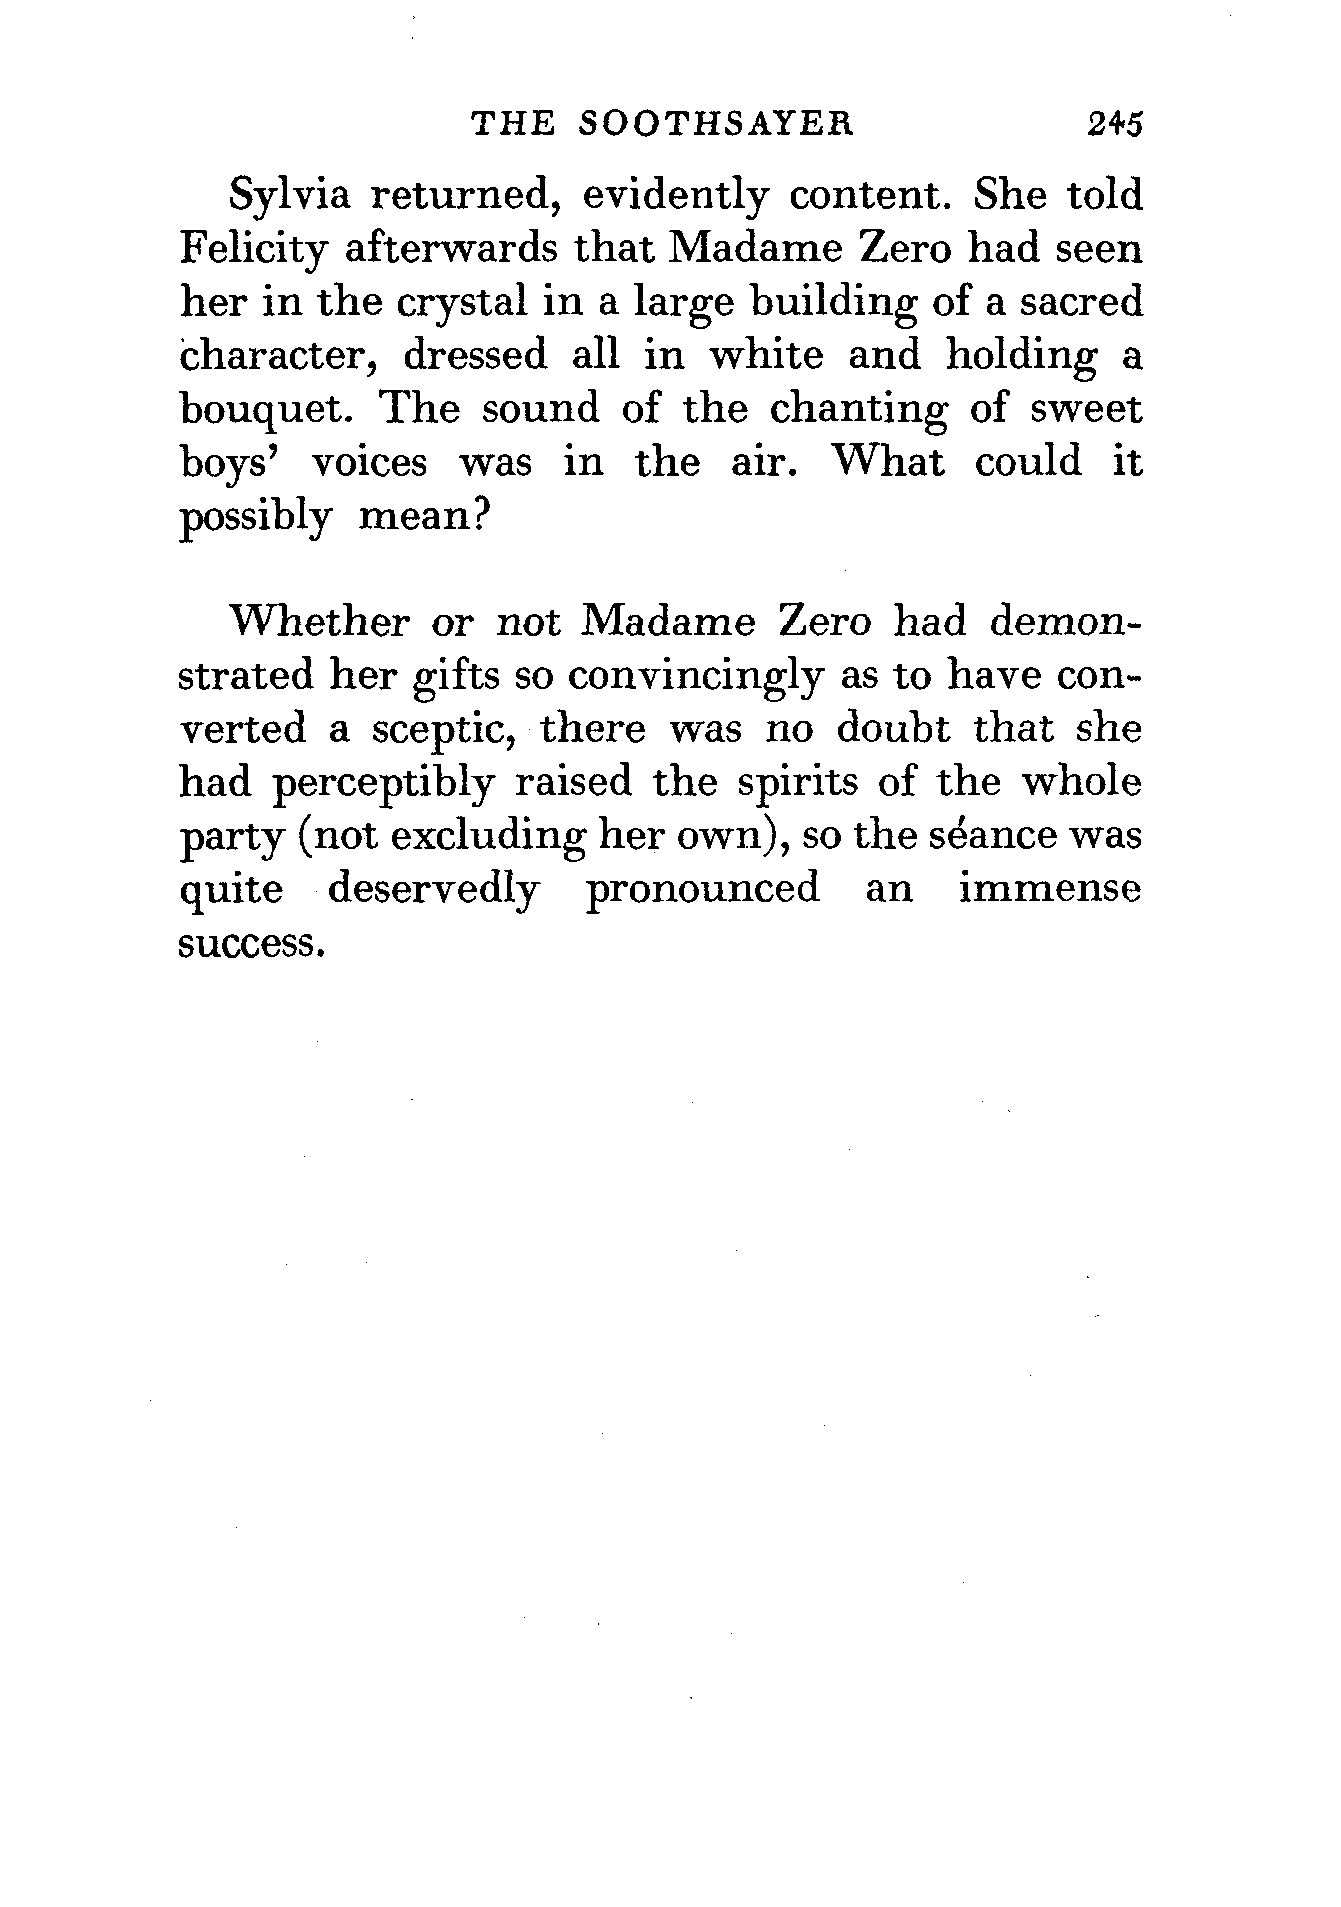 THE SOOTHSAYER 245
Sylvia returned, evidently content. She told
Felicity afterwards that Madame Zero had seen
her in the crystal in a large building of a sacred
character, dressed all in white and holding a
bouquet. The sound of the chanting of sweet
boys' voices was in the air. What could it
possibly mean?
Whether or not Madame Zero had demon-
strated her gifts so convincingly as to have con-
verted a sceptic, there was no doubt that she
had perceptibly raised the spirits of the whole
party (not excluding her own), so the séance was
quite deservedly pronounced an immense
success.